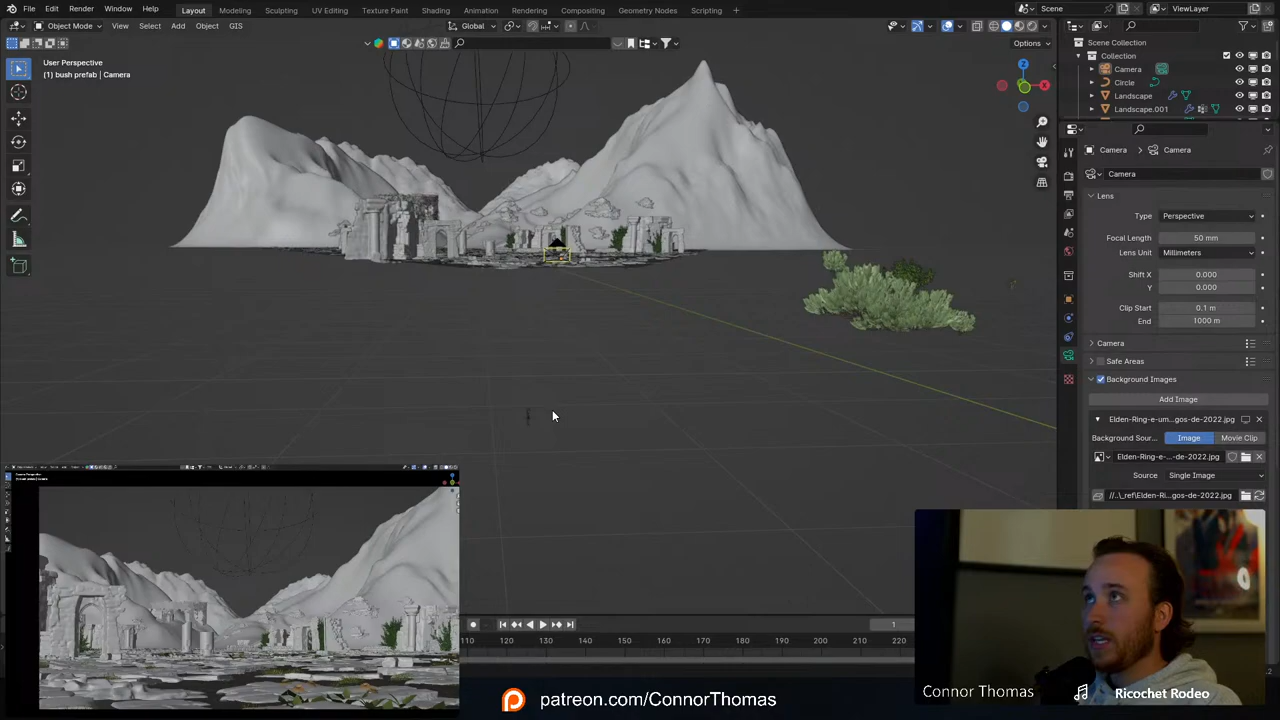 File Edit Render Window Help
Layout Modeling Sculpting UV Editing Texture Paint Shading Animation Rendering Compositing Geometry Nodes Scripting
Scene
ViewLayer
Object Mode View Select Add Object GIS
Global
Options
User Perspective
(1) bush prefab | Camera
Scene Collection
Collection
Camera
Circle
Landscape
Landscape.001
Camera
Camera
Camera
Lens
Type Perspective
Focal Length 50 mm
Lens Unit Millimeters
Shift X 0.000
Y 0.000
Clip Start 0.1 m
End 1000 m
Camera
Safe Areas
Background Images
Add Image
Elden-Ring-e-um...gos-de-2022.jpg
Background Sour... Image Movie Clip
Elden-Ring-e-...-de-2022.jpg
Source Single Image
//..\_ref\Elden-Ri...gos-de-2022.jpg
1
110 120 130 140 150 160 170 180 190 200 210 220
patreon.com/ConnorThomas
Connor Thomas
Ricochet Rodeo